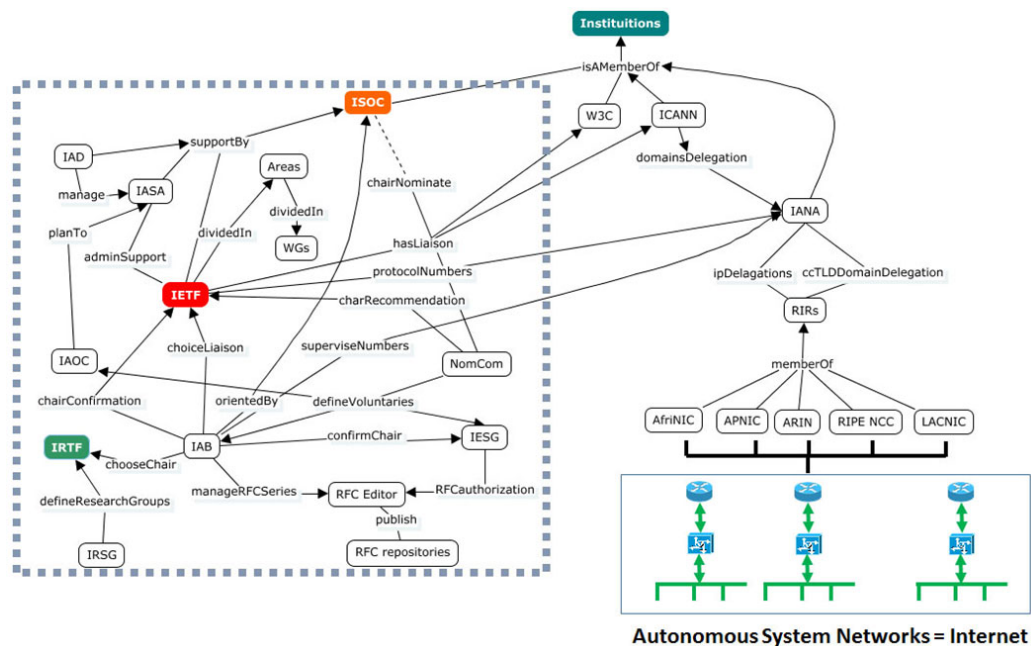 Instituitions
isAMemberOf
ISOC
W3C
ICANN
IAD
supportBy
domainsDelegation
Areas
chairNominate
manage
IASA
IANA
dividedIn
planTo
dividedIn
WGs
hasLiaison
adminSupport
protocolNumbers
ipDelagations
ccTLDDomainDelegation
IETF
charRecommendation
RIRs
choiceLiaison
superviseNumbers
IAOC
NomCom
memberOf
chairConfirmation
orientedBy
defineVoluntaries
AfriNIC
APNIC
ARIN
RIPE NCC
LACNIC
IRTF
IAB
confirmChair
IESG
chooseChair
manageRFCSeries
RFC Editor
RFCauthorization
defineResearchGroups
publish
IRSG
RFC repositories
Autonomous System Networks = Internet